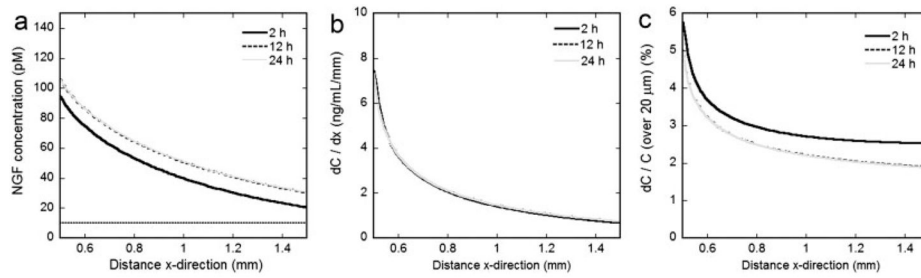 a
NGF concentration (pM)
140
120
100
80
60
40
20
0
0.6
0.8
1
1.2
1.4
Distance x-direction (mm)
2 h
12 h
24 h
b
dC / dx (ng/mL/mm)
10
8
6
4
2
0
0.6
0.8
1
1.2
1.4
Distance x-direction (mm)
2 h
12 h
24 h
c
dC / C (over 20 μm) (%)
6
5
4
3
2
1
0
0.6
0.8
1
1.2
1.4
Distance x-direction (mm)
2 h
12 h
24 h